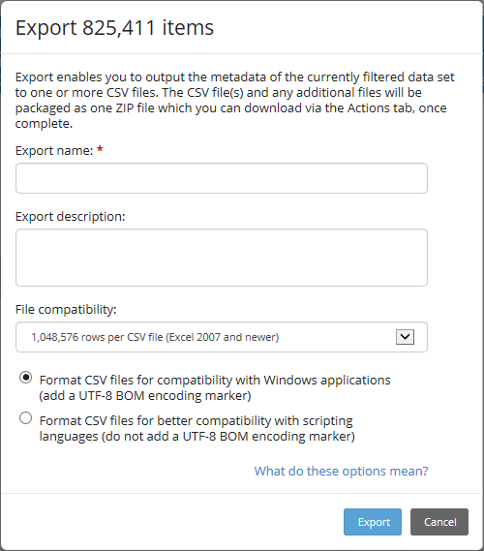 Export 825,411 items
Export enables you to output the metadata of the currently filtered data set
to one or more CSV files. The CSV file(s) and any additional files will be
packaged as one ZIP file which you can download via the Actions tab, once
complete.
Export name: *
Export description:
File compatibility:
1,048,576 rows per CSV file (Excel 2007 and newer)
Format CSV files for compatibility with Windows applications
(add a UTF-8 BOM encoding marker)
Format CSV files for better compatibility with scripting
languages (do not add a UTF-8 BOM encoding marker)
What do these options mean?
Export Cancel